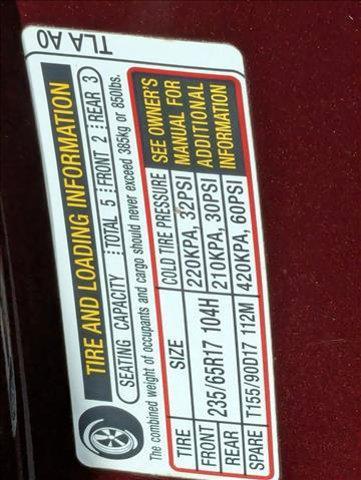 TLA A0
TIRE AND LOADING INFORMATION
SEATING CAPACITY TOTAL 5 FRONT 2 REAR 3
The combined weight of occupants and cargo should never exceed 385kg or 850lbs.
TIRE SIZE COLD TIRE PRESSURE
FRONT 235/65R17 104H 220KPA, 32PSI
REAR 210KPA, 30PSI
SPARE T155/90D17 112M 420KPA, 60PSI
SEE OWNER'S
MANUAL FOR
ADDITIONAL
INFORMATION